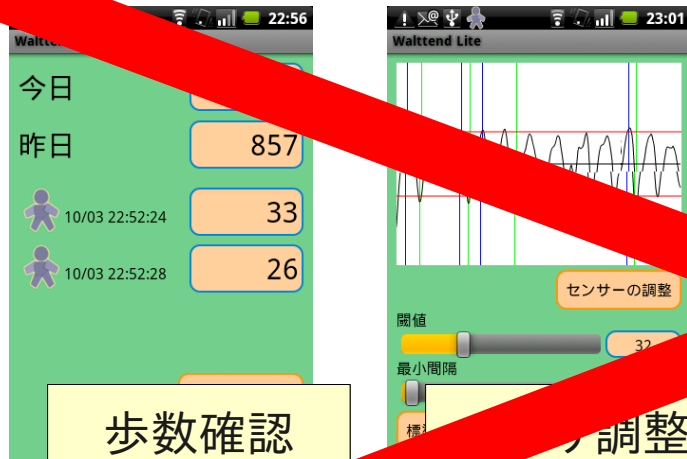 22:56
今日
昨日
857
10/03 22:52:24
33
10/03 22:52:28
26
歩数確認
23:01
Walttend Lite
センサーの調整
閾値
32
最小間隔
調整